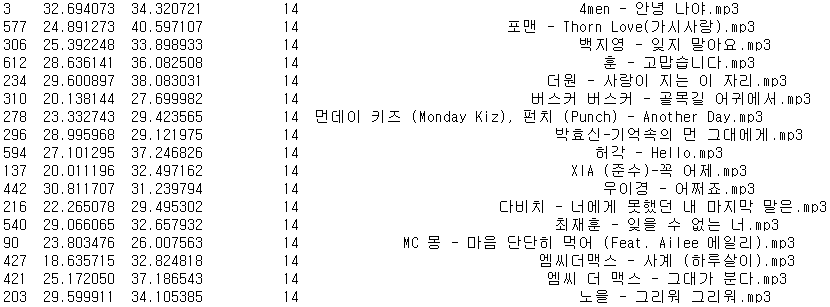 3 32.694073 34.320721 14 4men - 안녕 나야.mp3
577 24.891273 40.597107 14 포맨 - Thorn Love(가시사랑).mp3
306 25.392248 33.898933 14 백지영 - 잊지 말아요.mp3
612 28.636141 36.082508 14 훈 - 고맙습니다.mp3
234 29.600897 38.083031 14 더원 - 사랑이 지는 이 자리.mp3
310 20.138144 27.699982 14 버스커 버스커 - 골목길 어귀에서.mp3
278 23.332743 29.423565 14 먼데이 키즈 (Monday Kiz), 펀치 (Punch) - Another Day.mp3
296 28.995968 29.121975 14 박효신-기억속의 먼 그대에게.mp3
594 27.101295 37.246826 14 허각 - Hello.mp3
137 20.011196 32.497162 14 XIA (준수)-꼭 어제.mp3
442 30.811707 31.239794 14 우이경 - 어쩌죠.mp3
216 22.265078 29.495302 14 다비치 - 너에게 못했던 내 마지막 말은.mp3
540 29.066065 32.657932 14 최재훈 - 잊을 수 없는 너.mp3
90 23.803476 26.007563 14 MC 몽 - 마음 단단히 먹어 (Feat. Ailee 에일리).mp3
427 18.635715 32.824818 14 엠씨더맥스 - 사계 (하루살이).mp3
421 25.172050 37.186543 14 엠씨 더 맥스 - 그대가 분다.mp3
203 29.599911 34.105385 14 노을 - 그리워 그리워.mp3